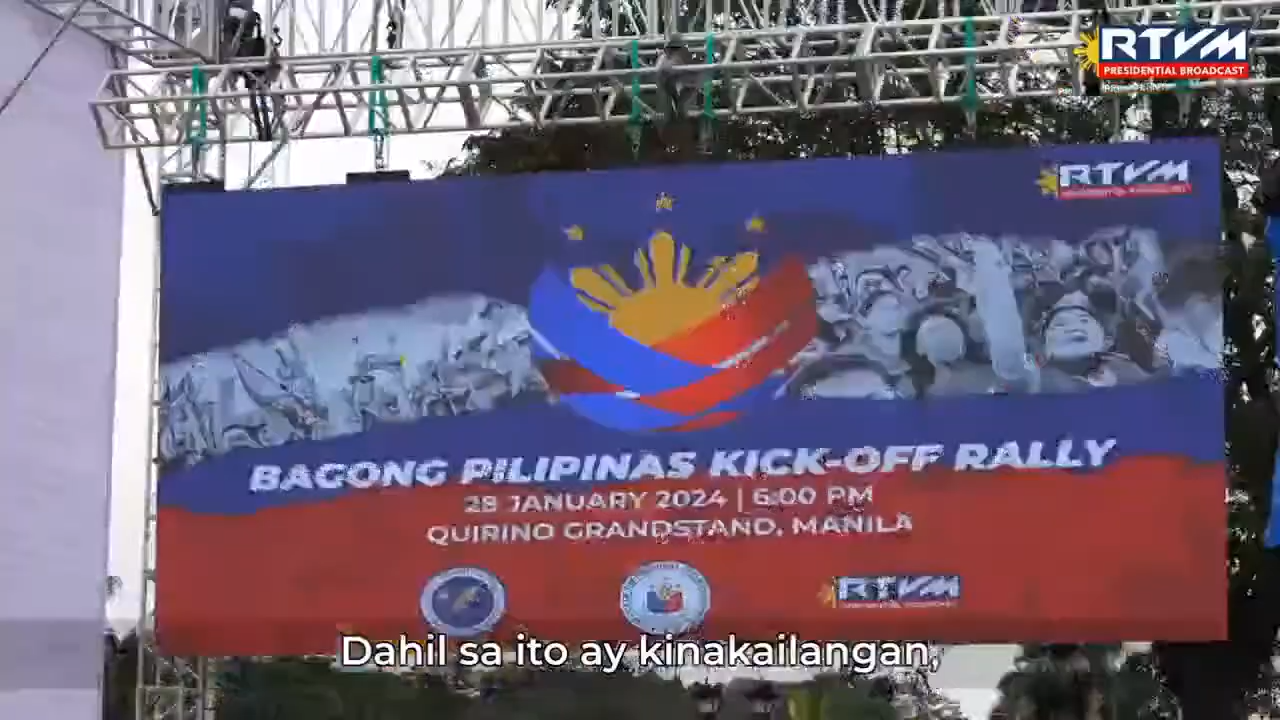 RTVM
PRESIDENTIAL BROADCAST
RTVM
BAGONG PILIPINAS KICK-OFF RALLY
28 JANUARY 2024 | 6:00 PM
QUIRINO GRANDSTAND, MANILA
RTVM
Dahil sa ito ay kinakailangan,